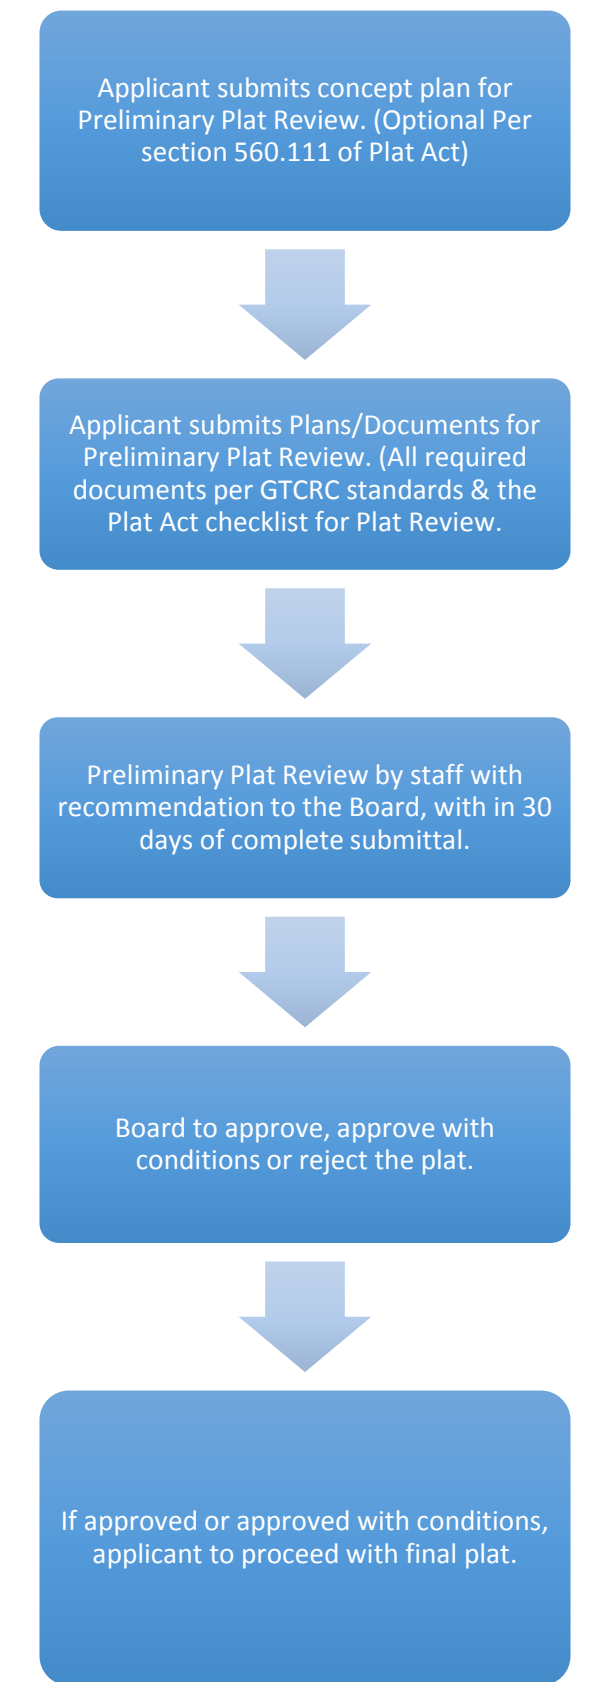 Applicant submits concept plan for
Preliminary Plat Review. (Optional Per
section 560.111 of Plat Act)
Applicant submits Plans/Documents for
Preliminary Plat Review. (All required
documents per GTCRC standards & the
Plat Act checklist for Plat Review.
Preliminary Plat Review by staff with
recommendation to the Board, with in 30
days of complete submittal.
Board to approve, approve with
conditions or reject the plat.
If approved or approved with conditions,
applicant to proceed with final plat.